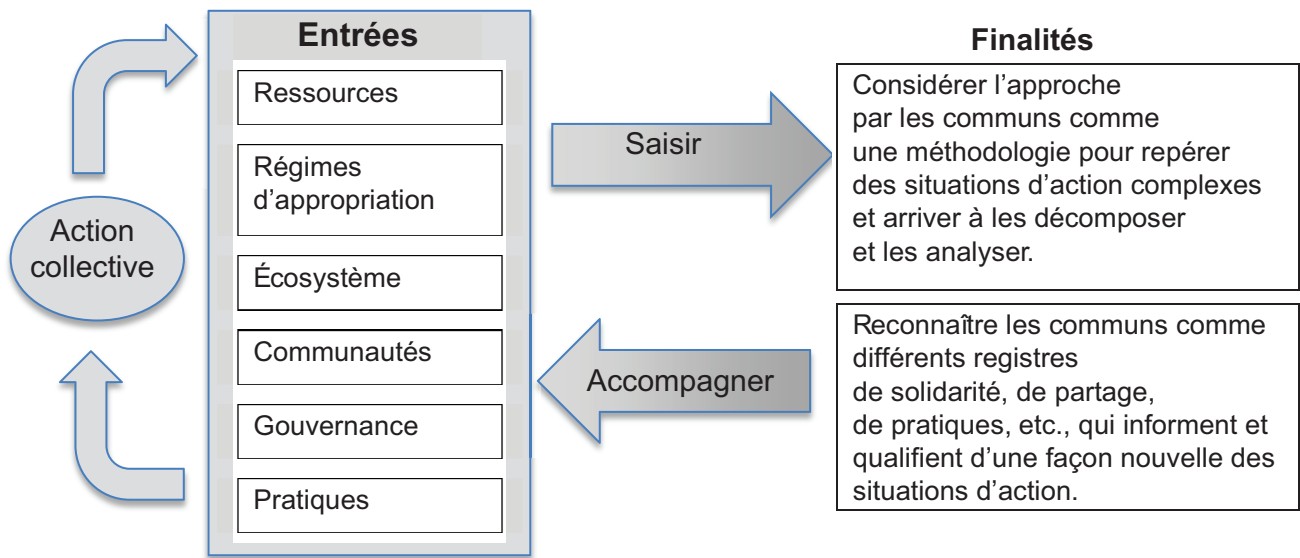 Action
collective
Entrées
Ressources
Régimes
d'appropriation
Écosystème
Communautés
Gouvernance
Pratiques
Saisir
Accompagner
Finalités
Considérer l'approche
par les communs comme
une méthodologie pour repérer
des situations d'action complexes
et arriver à les décomposer
et les analyser.
Reconnaître les communs comme
différents registres
de solidarité, de partage,
de pratiques, etc., qui informent et
qualifient d'une façon nouvelle des
situations d'action.